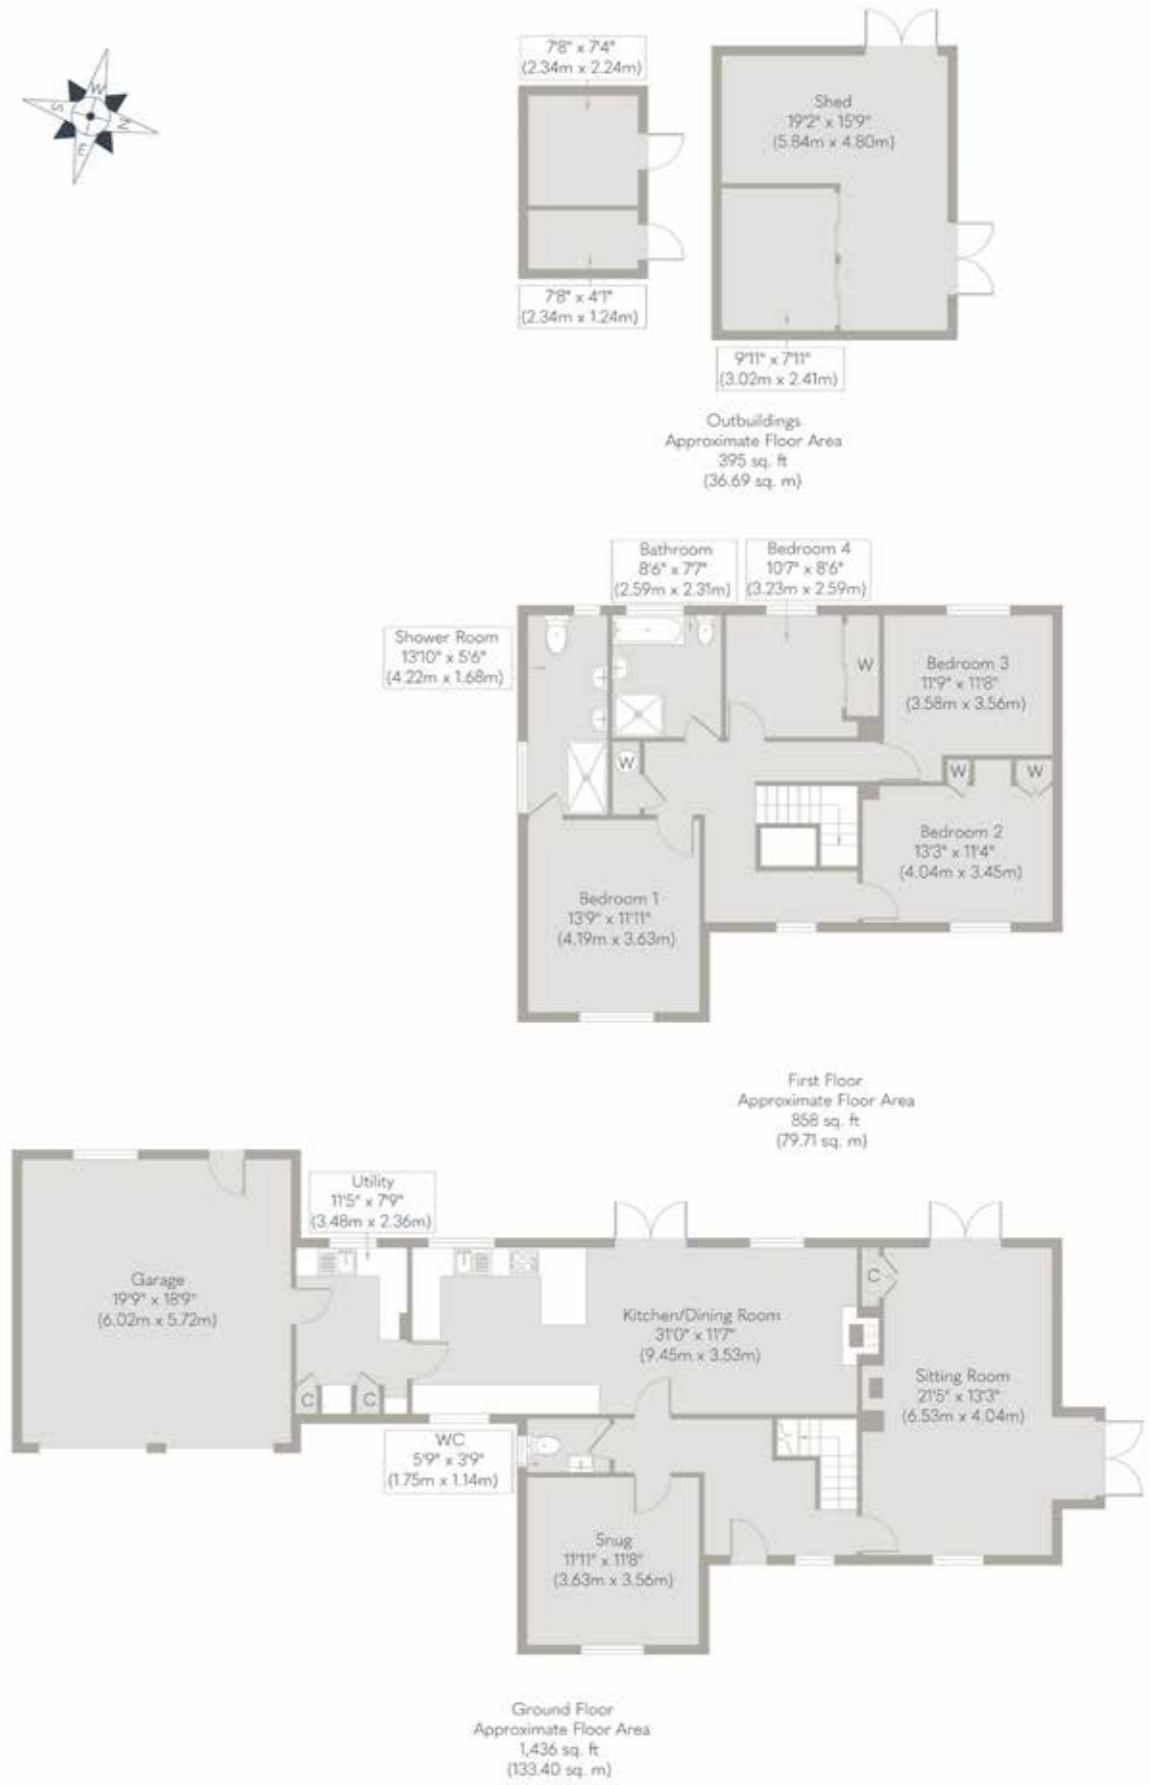 W
S
N
E
7'8" x 7'4"
(2.34m x 2.24m)
Shed
19'2" x 15'9"
(5.84m x 4.80m)
7'8" x 4'1"
(2.34m x 1.24m)
9'11" x 7'11"
(3.02m x 2.41m)
Outbuildings
Approximate Floor Area
395 sq. ft
(36.69 sq. m)
Bathroom
8'6" x 7'7"
(2.59m x 2.31m)
Bedroom 4
10'7" x 8'6"
(3.23m x 2.59m)
Shower Room
13'10" x 5'6"
(4.22m x 1.68m)
W
Bedroom 3
11'9" x 11'8"
(3.58m x 3.56m)
W
W
W
Bedroom 2
13'3" x 11'4"
(4.04m x 3.45m)
Bedroom 1
13'9" x 11'11"
(4.19m x 3.63m)
First Floor
Approximate Floor Area
858 sq. ft
(79.71 sq. m)
Utility
11'5" x 7'9"
(3.48m x 2.36m)
Garage
19'9" x 18'9"
(6.02m x 5.72m)
C
Kitchen/Dining Room
31'0" x 11'7"
(9.45m x 3.53m)
Sitting Room
21'5" x 13'3"
(6.53m x 4.04m)
C
C
WC
5'9" x 3'9"
(1.75m x 1.14m)
Snug
11'11" x 11'8"
(3.63m x 3.56m)
Ground Floor
Approximate Floor Area
1,436 sq. ft
(133.40 sq. m)